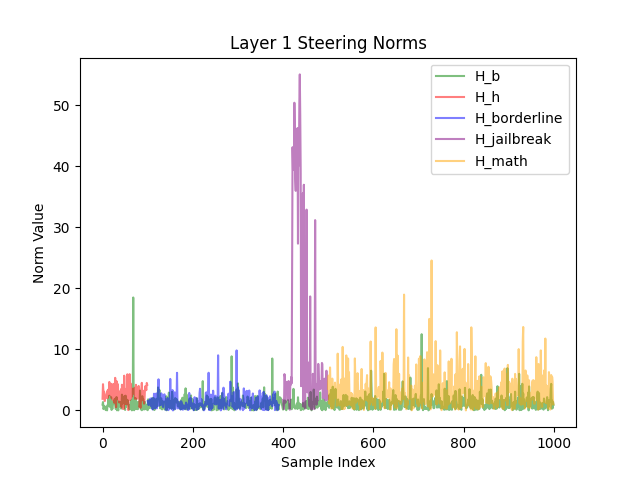 Layer 1 Steering Norms
H_b
H_h
H_borderline
H_jailbreak
H_math
Norm Value
50
40
30
20
10
0
0
200
400
600
800
1000
Sample Index